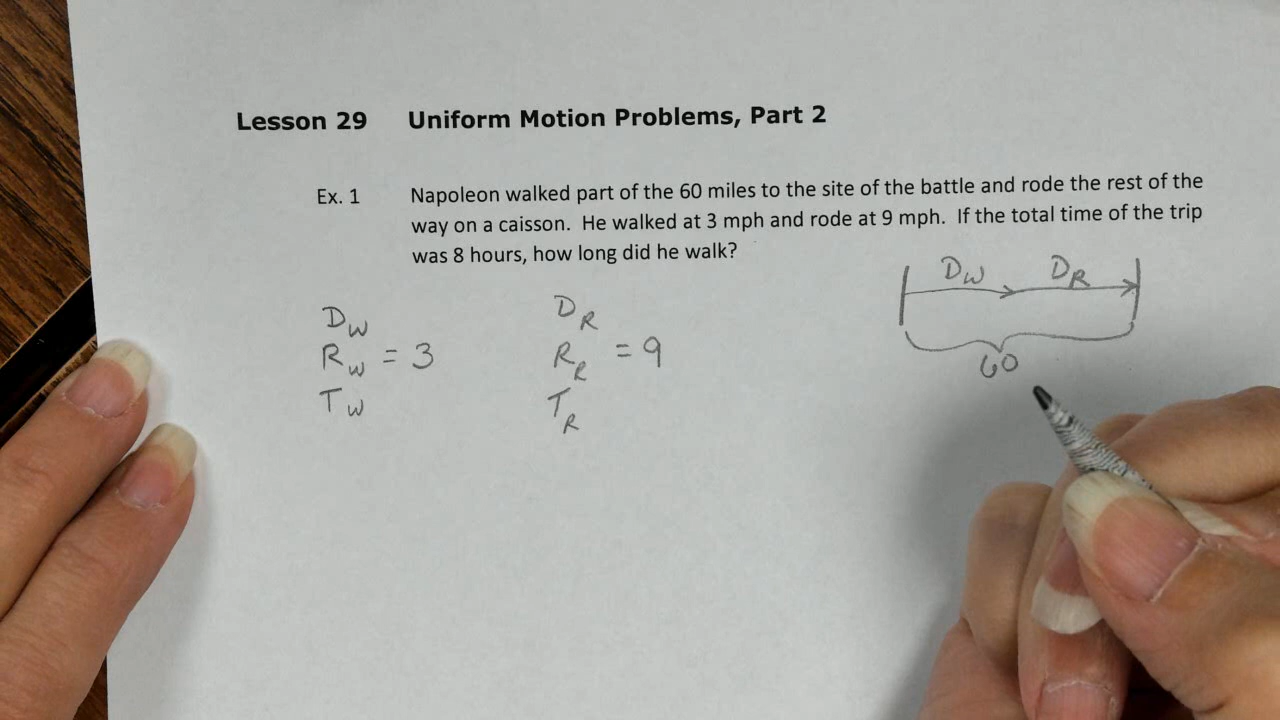 Lesson 29 Uniform Motion Problems, Part 2
Ex. 1 Napoleon walked part of the 60 miles to the site of the battle and rode the rest of the
way on a caisson. He walked at 3 mph and rode at 9 mph. If the total time of the trip
was 8 hours, how long did he walk?
D_W D_R
D_W D_R
R_W = 3 R_R = 9
60
T_W T_R